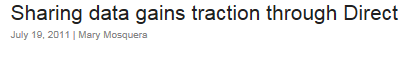 Sharing data gains traction through Direct
July 19, 2011 | Mary Mosquera